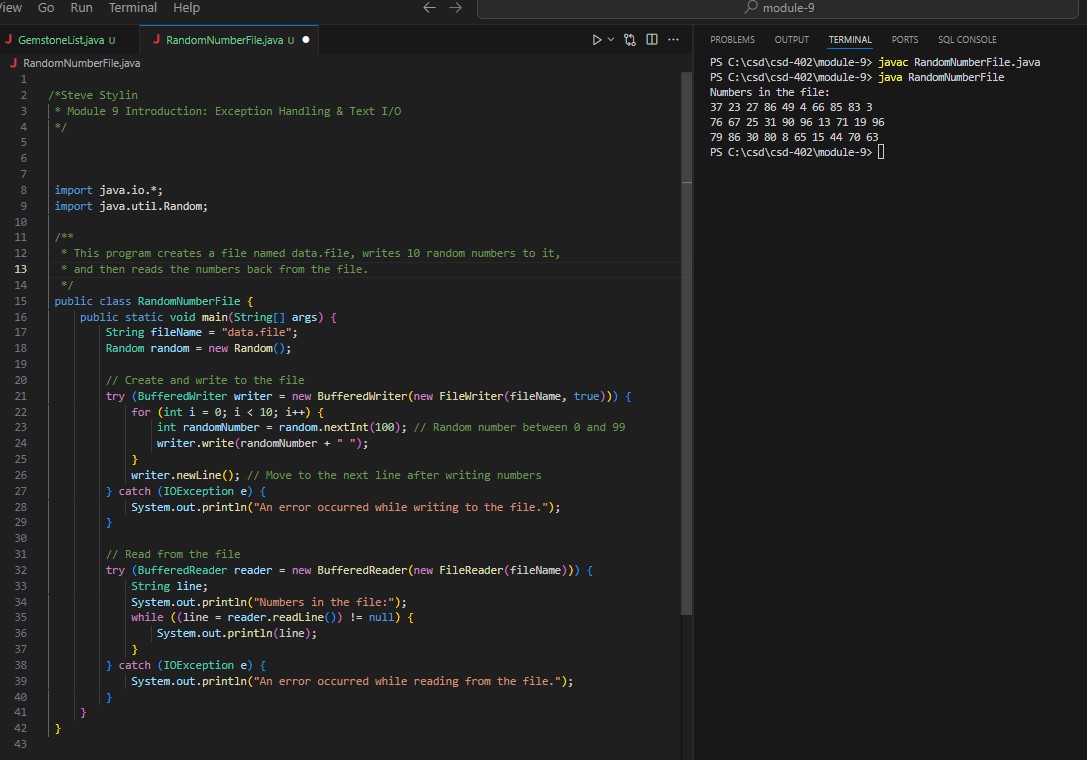 View Go Run Terminal Help
module-9
GemstoneList.java U
RandomNumberFile.java U
RandomNumberFile.java
1
2 /*Steve Stylin
3 * Module 9 Introduction: Exception Handling & Text I/O
4 */
5
6
7
8 import java.io.*;
9 import java.util.Random;
10
11 /**
12 * This program creates a file named data.file, writes 10 random numbers to it,
13 * and then reads the numbers back from the file.
14 */
15 public class RandomNumberFile {
16 public static void main(String[] args) {
17 String fileName = "data.file";
18 Random random = new Random();
19
20 // Create and write to the file
21 try (BufferedWriter writer = new BufferedWriter(new FileWriter(fileName, true))) {
22 for (int i = 0; i < 10; i++) {
23 int randomNumber = random.nextInt(100); // Random number between 0 and 99
24 writer.write(randomNumber + " ");
25 }
26 writer.newLine(); // Move to the next line after writing numbers
27 } catch (IOException e) {
28 System.out.println("An error occurred while writing to the file.");
29 }
30
31 // Read from the file
32 try (BufferedReader reader = new BufferedReader(new FileReader(fileName))) {
33 String line;
34 System.out.println("Numbers in the file:");
35 while ((line = reader.readLine()) != null) {
36 System.out.println(line);
37 }
38 } catch (IOException e) {
39 System.out.println("An error occurred while reading from the file.");
40 }
41 }
42 }
43
PROBLEMS OUTPUT TERMINAL PORTS SQL CONSOLE
PS C:\csd\csd-402\module-9> javac RandomNumberFile.java
PS C:\csd\csd-402\module-9> java RandomNumberFile
Numbers in the file:
37 23 27 86 49 4 66 85 83 3
76 67 25 31 90 96 13 71 19 96
79 86 30 80 8 65 15 44 70 63
PS C:\csd\csd-402\module-9>